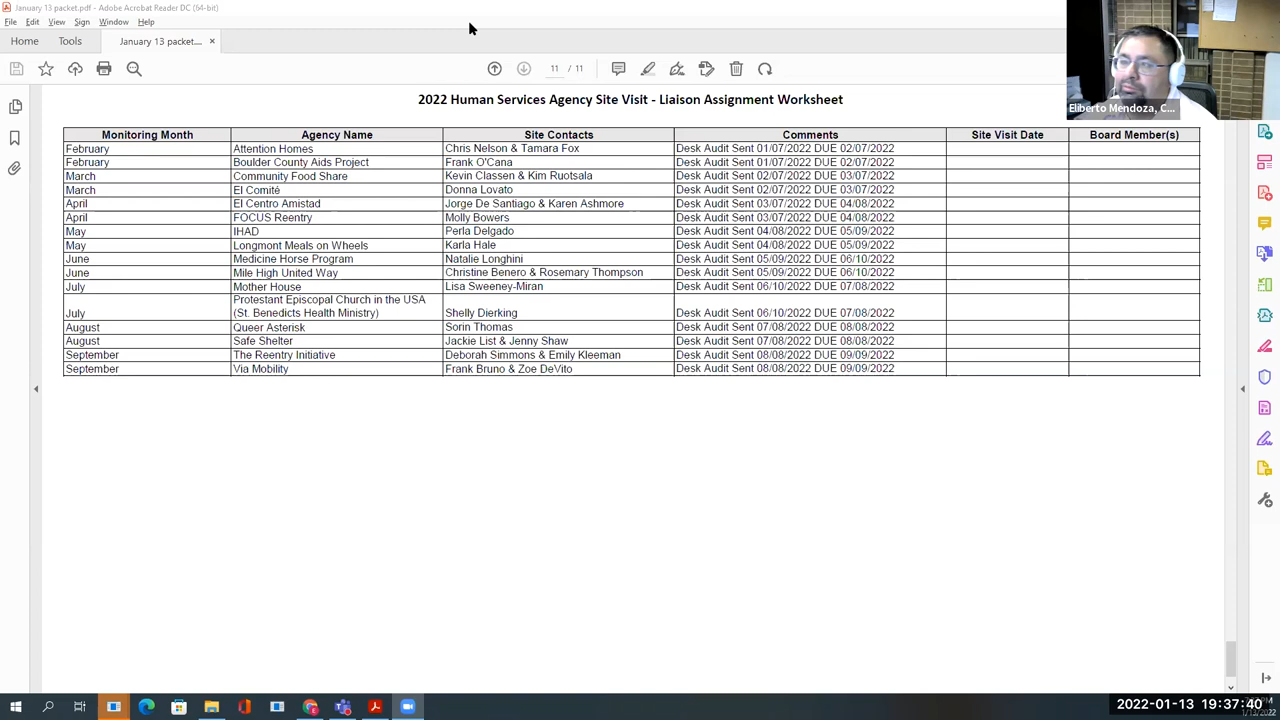 January 13 packet.pdf - Adobe Acrobat Reader DC (64-bit)
File Edit View Sign Window Help
Home Tools January 13 packet.... ×
11 / 11
Eliberto Mendoza, C...
2022 Human Services Agency Site Visit - Liaison Assignment Worksheet
Monitoring Month Agency Name Site Contacts Comments Site Visit Date Board Member(s)
February Attention Homes Chris Nelson & Tamara Fox Desk Audit Sent 01/07/2022 DUE 02/07/2022
February Boulder County Aids Project Frank O'Cana Desk Audit Sent 01/07/2022 DUE 02/07/2022
March Community Food Share Kevin Classen & Kim Ruotsala Desk Audit Sent 02/07/2022 DUE 03/07/2022
March El Comité Donna Lovato Desk Audit Sent 02/07/2022 DUE 03/07/2022
April El Centro Amistad Jorge De Santiago & Karen Ashmore Desk Audit Sent 03/07/2022 DUE 04/08/2022
April FOCUS Reentry Molly Bowers Desk Audit Sent 03/07/2022 DUE 04/08/2022
May IHAD Perla Delgado Desk Audit Sent 04/08/2022 DUE 05/09/2022
May Longmont Meals on Wheels Karla Hale Desk Audit Sent 04/08/2022 DUE 05/09/2022
June Medicine Horse Program Natalie Longhini Desk Audit Sent 05/09/2022 DUE 06/10/2022
June Mile High United Way Christine Benero & Rosemary Thompson Desk Audit Sent 05/09/2022 DUE 06/10/2022
July Mother House Lisa Sweeney-Miran Desk Audit Sent 06/10/2022 DUE 07/08/2022
Protestant Episcopal Church in the USA
July (St. Benedicts Health Ministry) Shelly Dierking Desk Audit Sent 06/10/2022 DUE 07/08/2022
August Queer Asterisk Sorin Thomas Desk Audit Sent 07/08/2022 DUE 08/08/2022
August Safe Shelter Jackie List & Jenny Shaw Desk Audit Sent 07/08/2022 DUE 08/08/2022
September The Reentry Initiative Deborah Simmons & Emily Kleeman Desk Audit Sent 08/08/2022 DUE 09/09/2022
September Via Mobility Frank Bruno & Zoe DeVito Desk Audit Sent 08/08/2022 DUE 09/09/2022
2022-01-13 19:37:40
1/13/2022